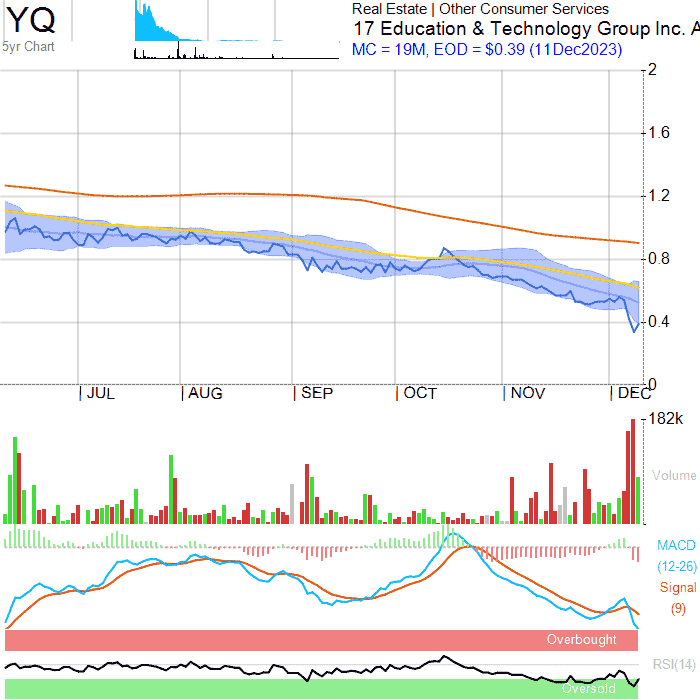 YQ
5yr Chart
Real Estate | Other Consumer Services
17 Education & Technology Group Inc. A
MC = 19M, EOD = $0.39 (11Dec2023)
2
1.6
1.2
0.8
0.4
0
JUL
AUG
SEP
OCT
NOV
DEC
182k
Volume
MACD
(12-26)
Signal
(9)
Overbought
RSI(14)
Oversold